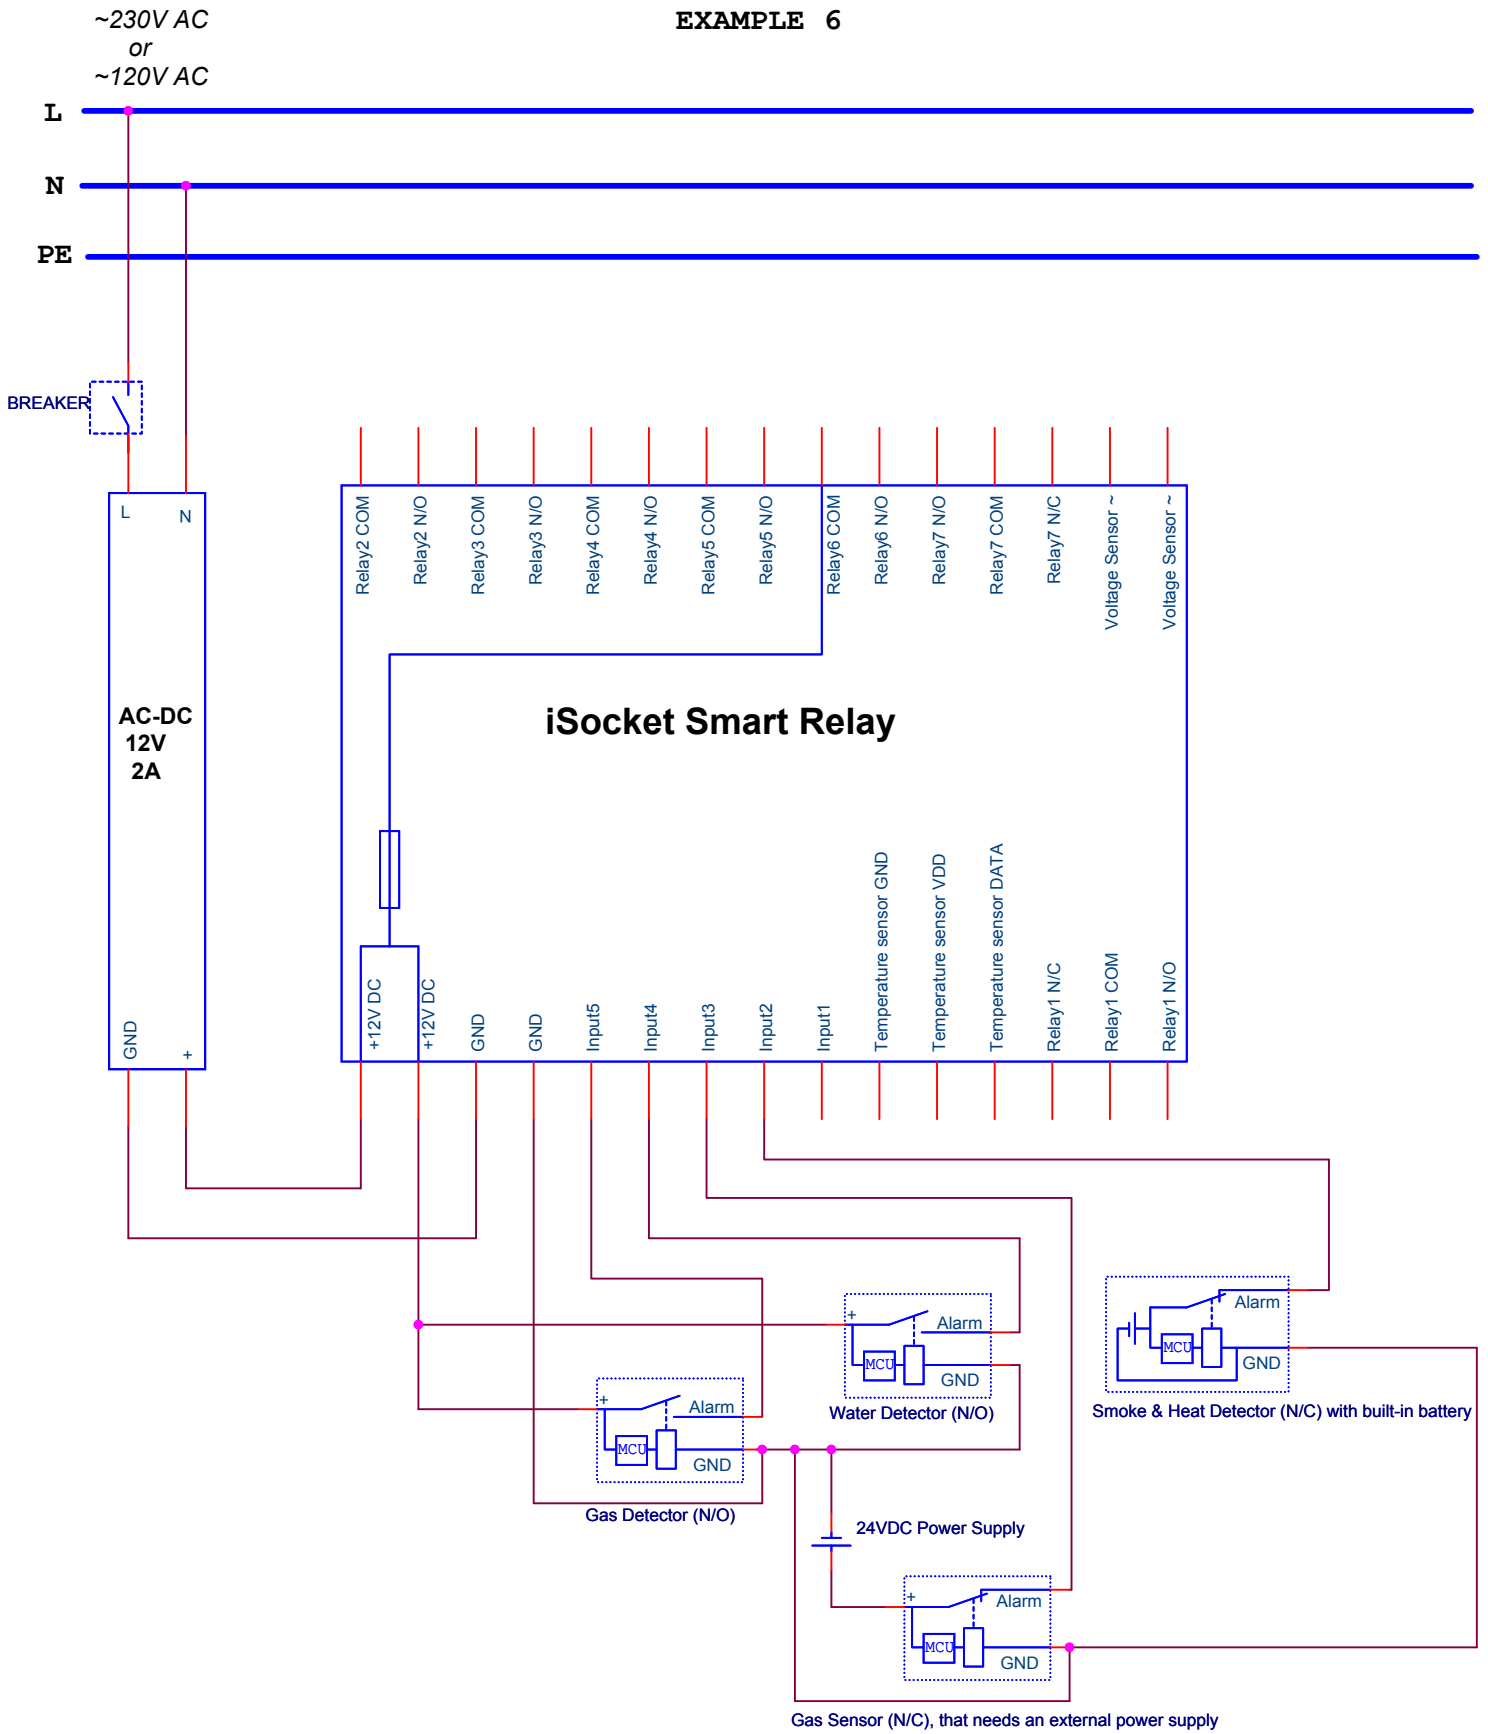 ~230V AC
or
~120V AC
EXAMPLE 6
L
N
PE
BREAKER
L
N
AC-DC
12V
2A
GND
+
Relay2 COM
Relay2 N/O
Relay3 COM
Relay3 N/O
Relay4 COM
Relay4 N/O
Relay5 COM
Relay5 N/O
Relay6 COM
Relay6 N/O
Relay7 N/O
Relay7 COM
Relay7 N/C
Voltage Sensor ~
Voltage Sensor ~
iSocket Smart Relay
+12V DC
+12V DC
GND
GND
Input5
Input4
Input3
Input2
Input1
Temperature sensor GND
Temperature sensor VDD
Temperature sensor DATA
Relay1 N/C
Relay1 COM
Relay1 N/O
+
Alarm
MCU
GND
Water Detector (N/O)
Alarm
MCU
GND
Smoke & Heat Detector (N/C) with built-in battery
+
Alarm
MCU
GND
Gas Detector (N/O)
24VDC Power Supply
+
Alarm
MCU
GND
Gas Sensor (N/C), that needs an external power supply